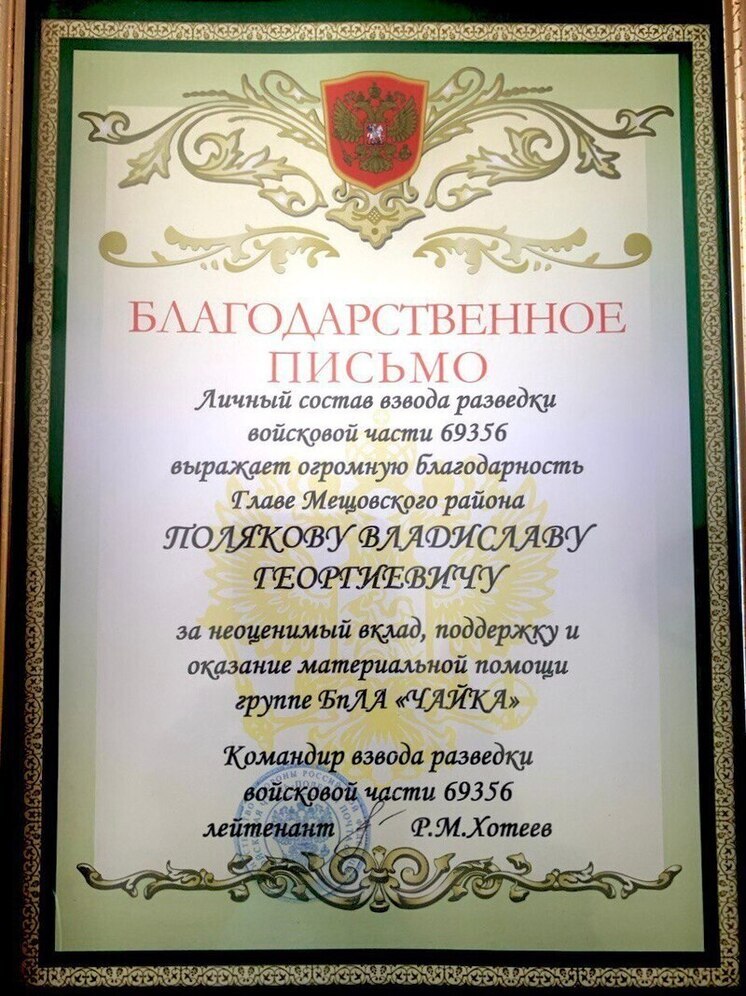 БЛАГОДАРСТВЕННОЕ
ПИСЬМО
Личный состав взвода разведки
войсковой части 69356
выражает огромную благодарность
Главе Мещовского района
ПОЛЯКОВУ ВЛАДИСЛАВУ
ГЕОРГИЕВИЧУ
за неоценимый вклад, поддержку и
оказание материальной помощи
группе БпЛА «ЧАЙКА»
Командир взвода разведки
войсковой части 69356
лейтенант Р.М.Хотеев